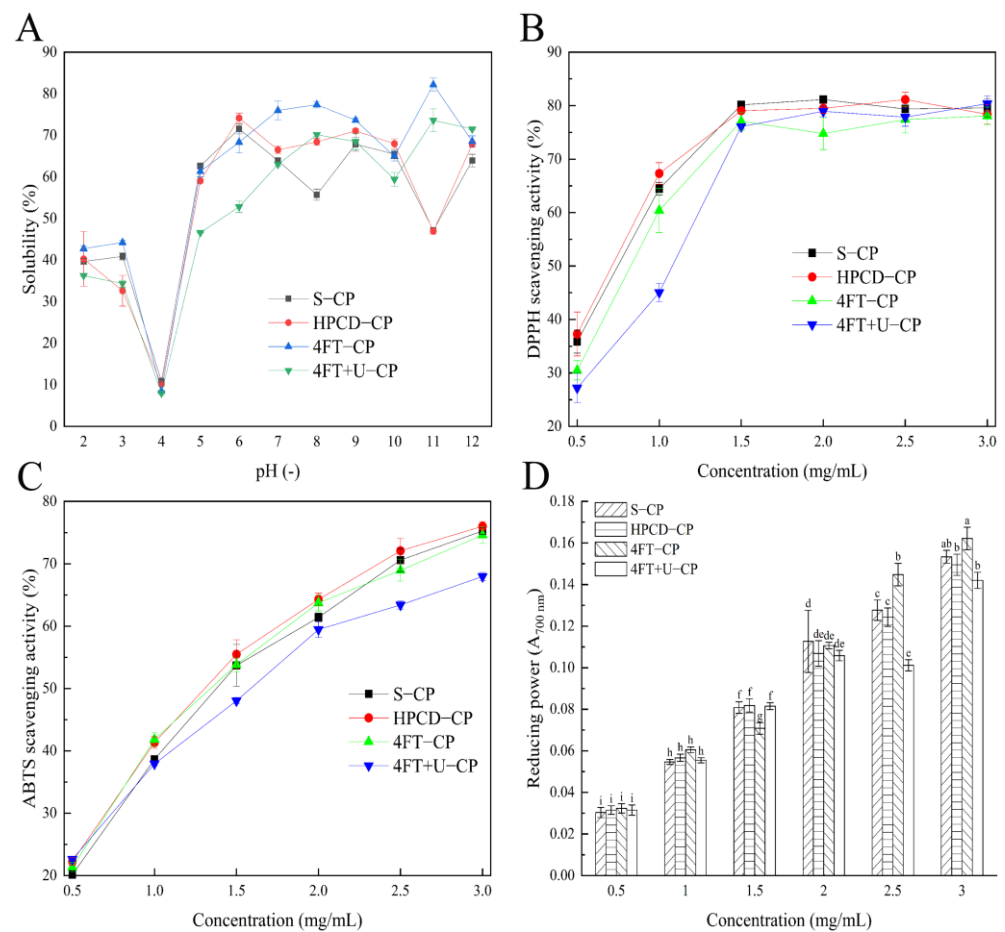 A
90
80
70
60
50
40
30
20
10
0
Solubility (%)
S−CP
HPCD−CP
4FT−CP
4FT+U−CP
2 3 4 5 6 7 8 9 10 11 12
pH (-)
B
90
80
70
60
50
40
30
20
DPPH scavenging activity (%)
S−CP
HPCD−CP
4FT−CP
4FT+U−CP
0.5 1.0 1.5 2.0 2.5 3.0
Concentration (mg/mL)
C
80
70
60
50
40
30
20
ABTS scavenging activity (%)
S−CP
HPCD−CP
4FT−CP
4FT+U−CP
0.5 1.0 1.5 2.0 2.5 3.0
Concentration (mg/mL)
D
0.18
0.16
0.14
0.12
0.10
0.08
0.06
0.04
0.02
0.00
Reducing power (A700 nm)
S−CP
HPCD−CP
4FT−CP
4FT+U−CP
i i i i
h h h h
f f g f
d de de de
c c b e
ab b a b
0.5 1 1.5 2 2.5 3
Concentration (mg/mL)